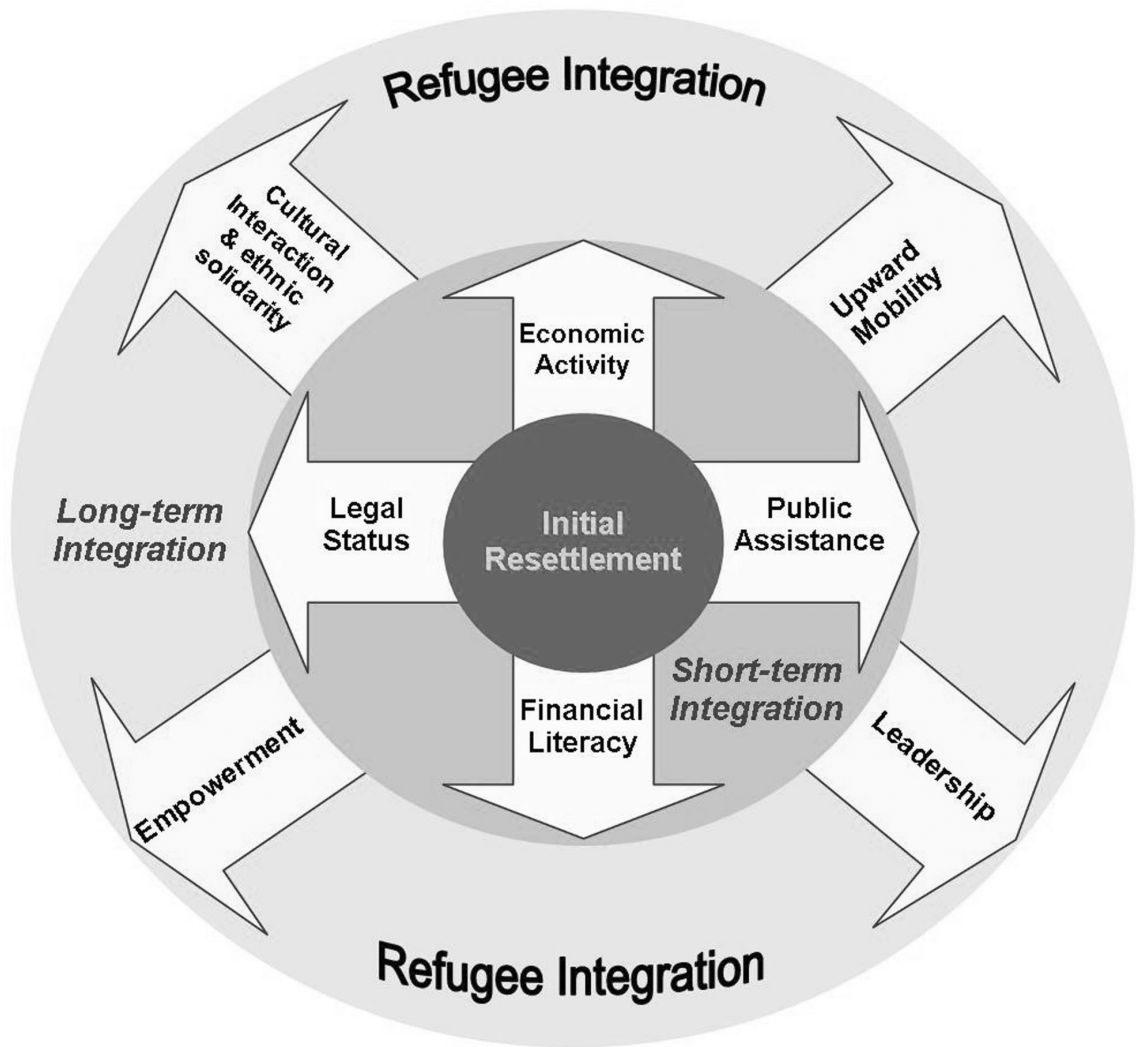 Refugee Integration
Cultural
Interaction
& ethnic
solidarity
Upward
Mobility
Economic
Activity
Long-term
Integration
Legal
Status
Initial
Resettlement
Public
Assistance
Short-term
Integration
Financial
Literacy
Empowerment
Leadership
Refugee Integration